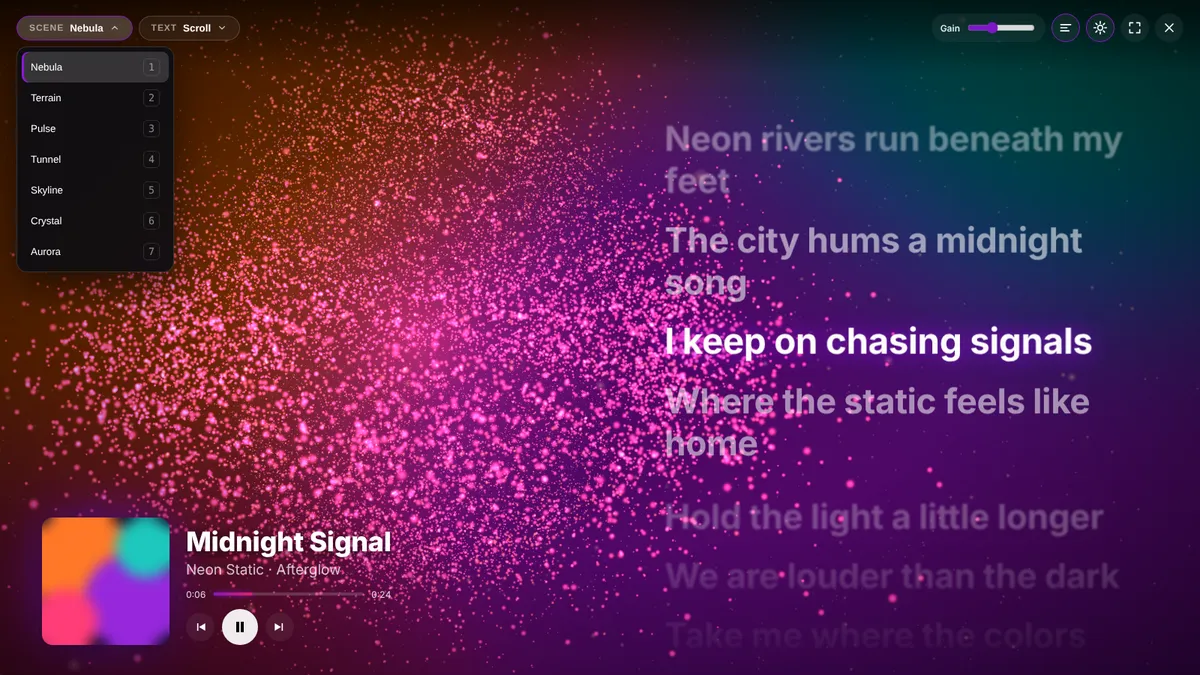 SCENE Nebula
TEXT Scroll
Gain
Nebula 1
Terrain 2
Pulse 3
Tunnel 4
Skyline 5
Crystal 6
Aurora 7
Neon rivers run beneath my
feet
The city hums a midnight
song
I keep on chasing signals
Where the static feels like
home
Hold the light a little longer
We are louder than the dark
Take me where the colors
Midnight Signal
Neon Static · Afterglow
0:06 0:24